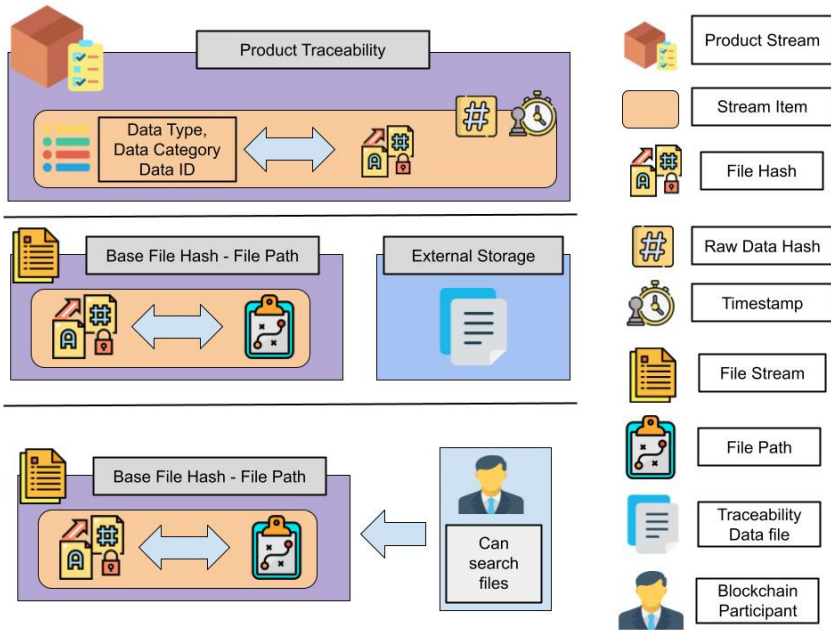 Product Traceability
Data Type,
Data Category
Data ID
Base File Hash - File Path
External Storage
Base File Hash - File Path
Can
search
files
Product Stream
Stream Item
File Hash
Raw Data Hash
Timestamp
File Stream
File Path
Traceability
Data file
Blockchain
Participant